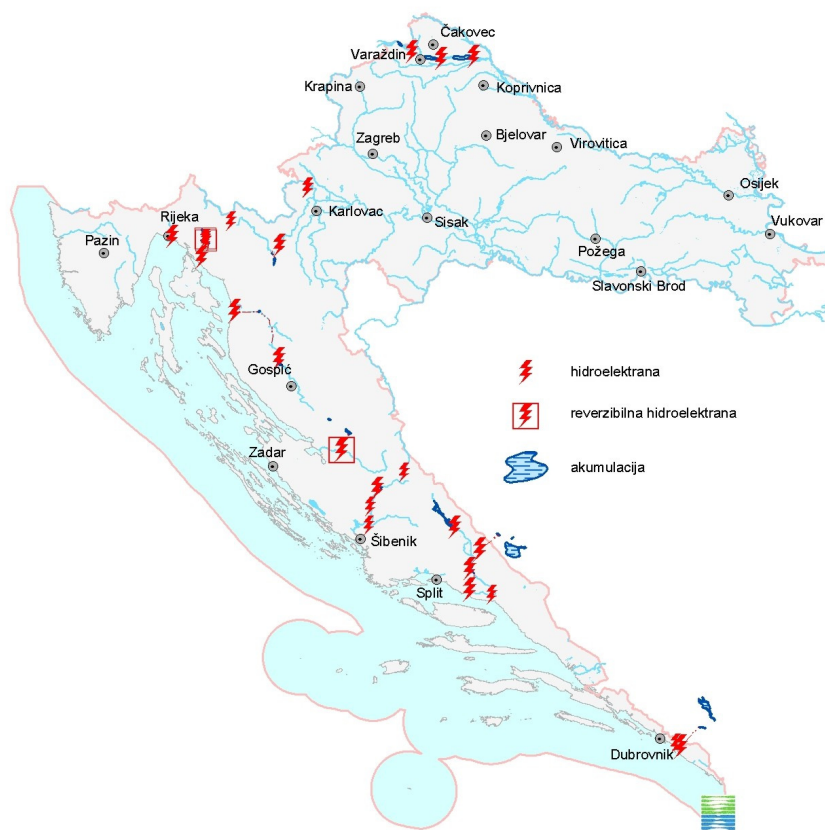 Čakovec
Varaždin
Krapina
Koprivnica
Bjelovar
Virovitica
Zagreb
Osijek
Karlovac
Sisak
Rijeka
Vukovar
Pazin
Požega
Slavonski Brod
Gospić
hidroelektrana
reverzibilna hidroelektrana
Zadar
akumulacija
Šibenik
Split
Dubrovnik